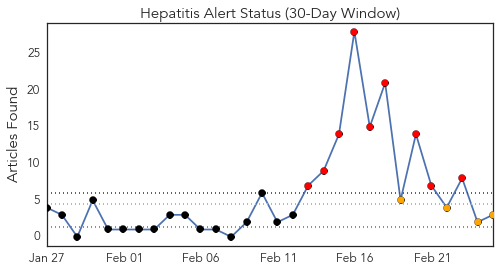 Hepatitis Alert Status (30-Day Window)
Articles Found
25
20
15
10
5
0
Jan 27
Feb 01
Feb 06
Feb 11
Feb 16
Feb 21